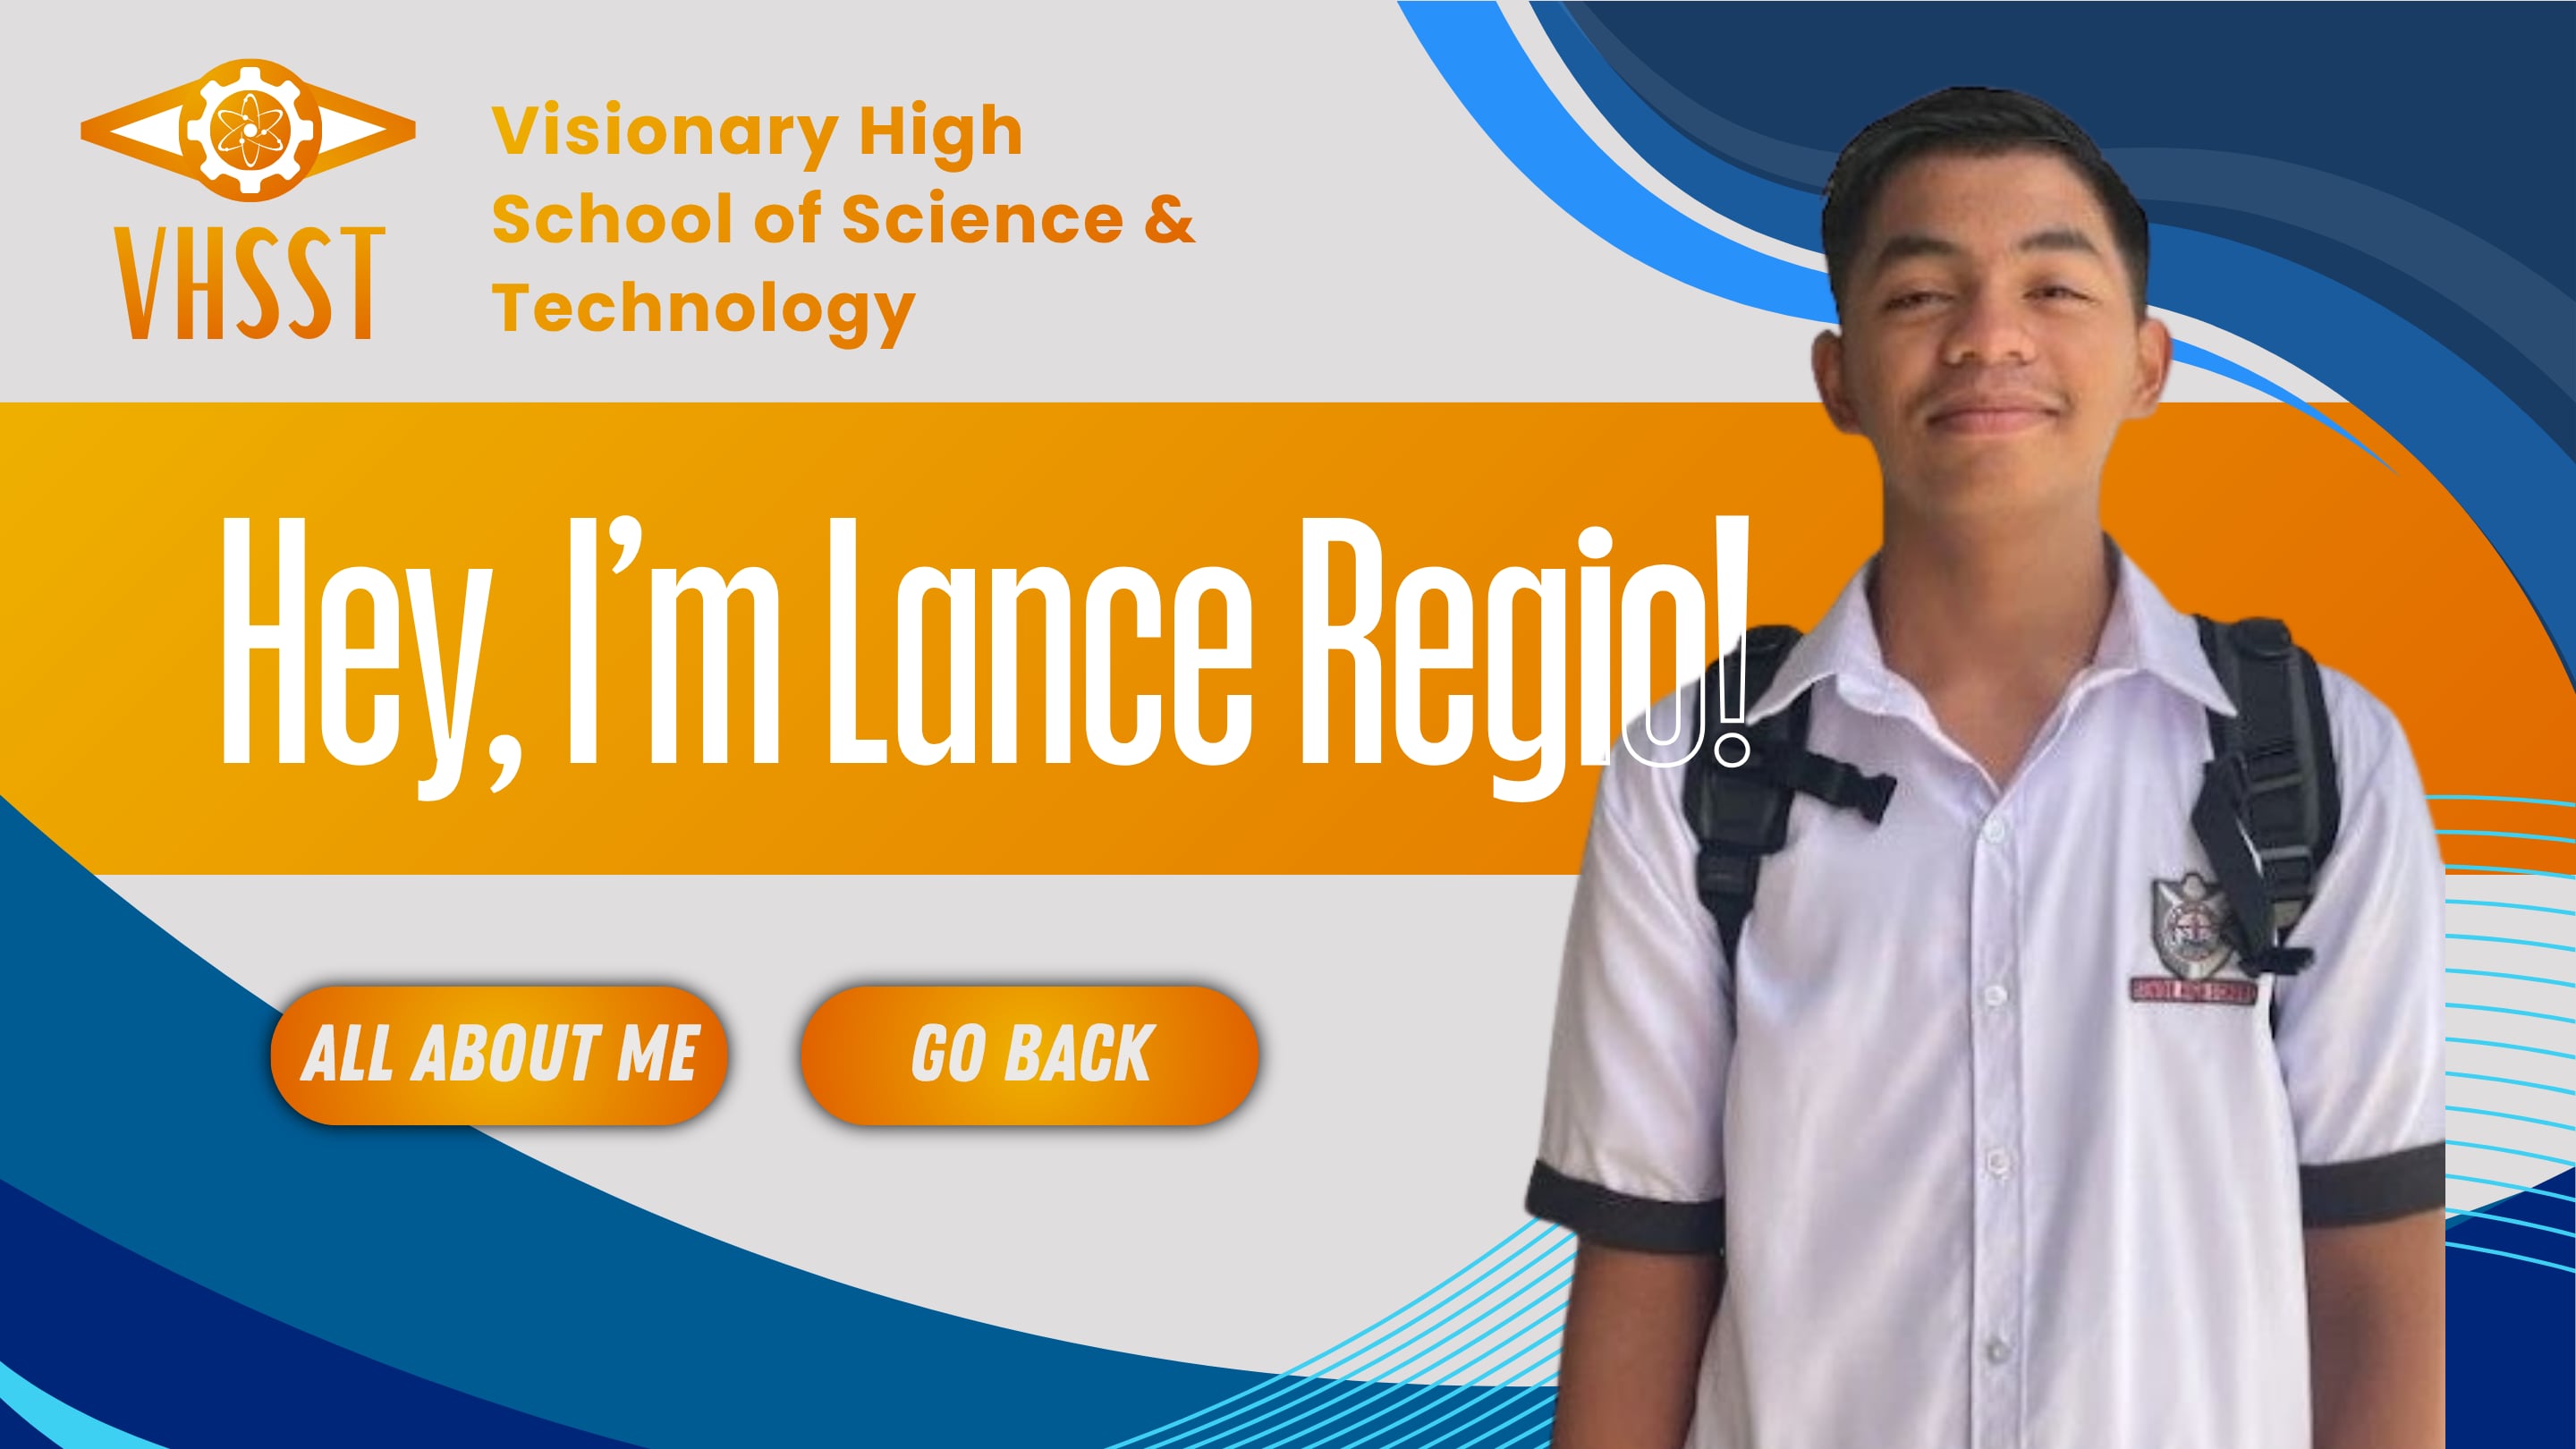 VHSST
Visionary High
School of Science &
Technology
Hey, I’m Lance Regio!
ALL ABOUT ME
GO BACK